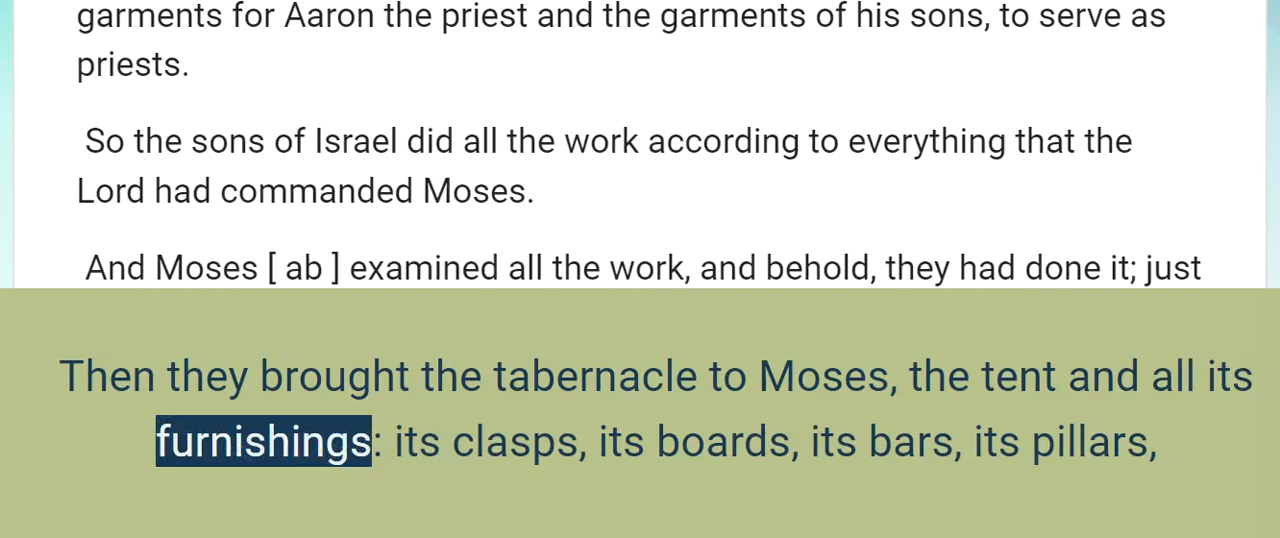 garments for Aaron the priest and the garments of his sons, to serve as
priests.
So the sons of Israel did all the work according to everything that the
Lord had commanded Moses.
And Moses [ ab ] examined all the work, and behold, they had done it; just
Then they brought the tabernacle to Moses, the tent and all its
furnishings: its clasps, its boards, its bars, its pillars,